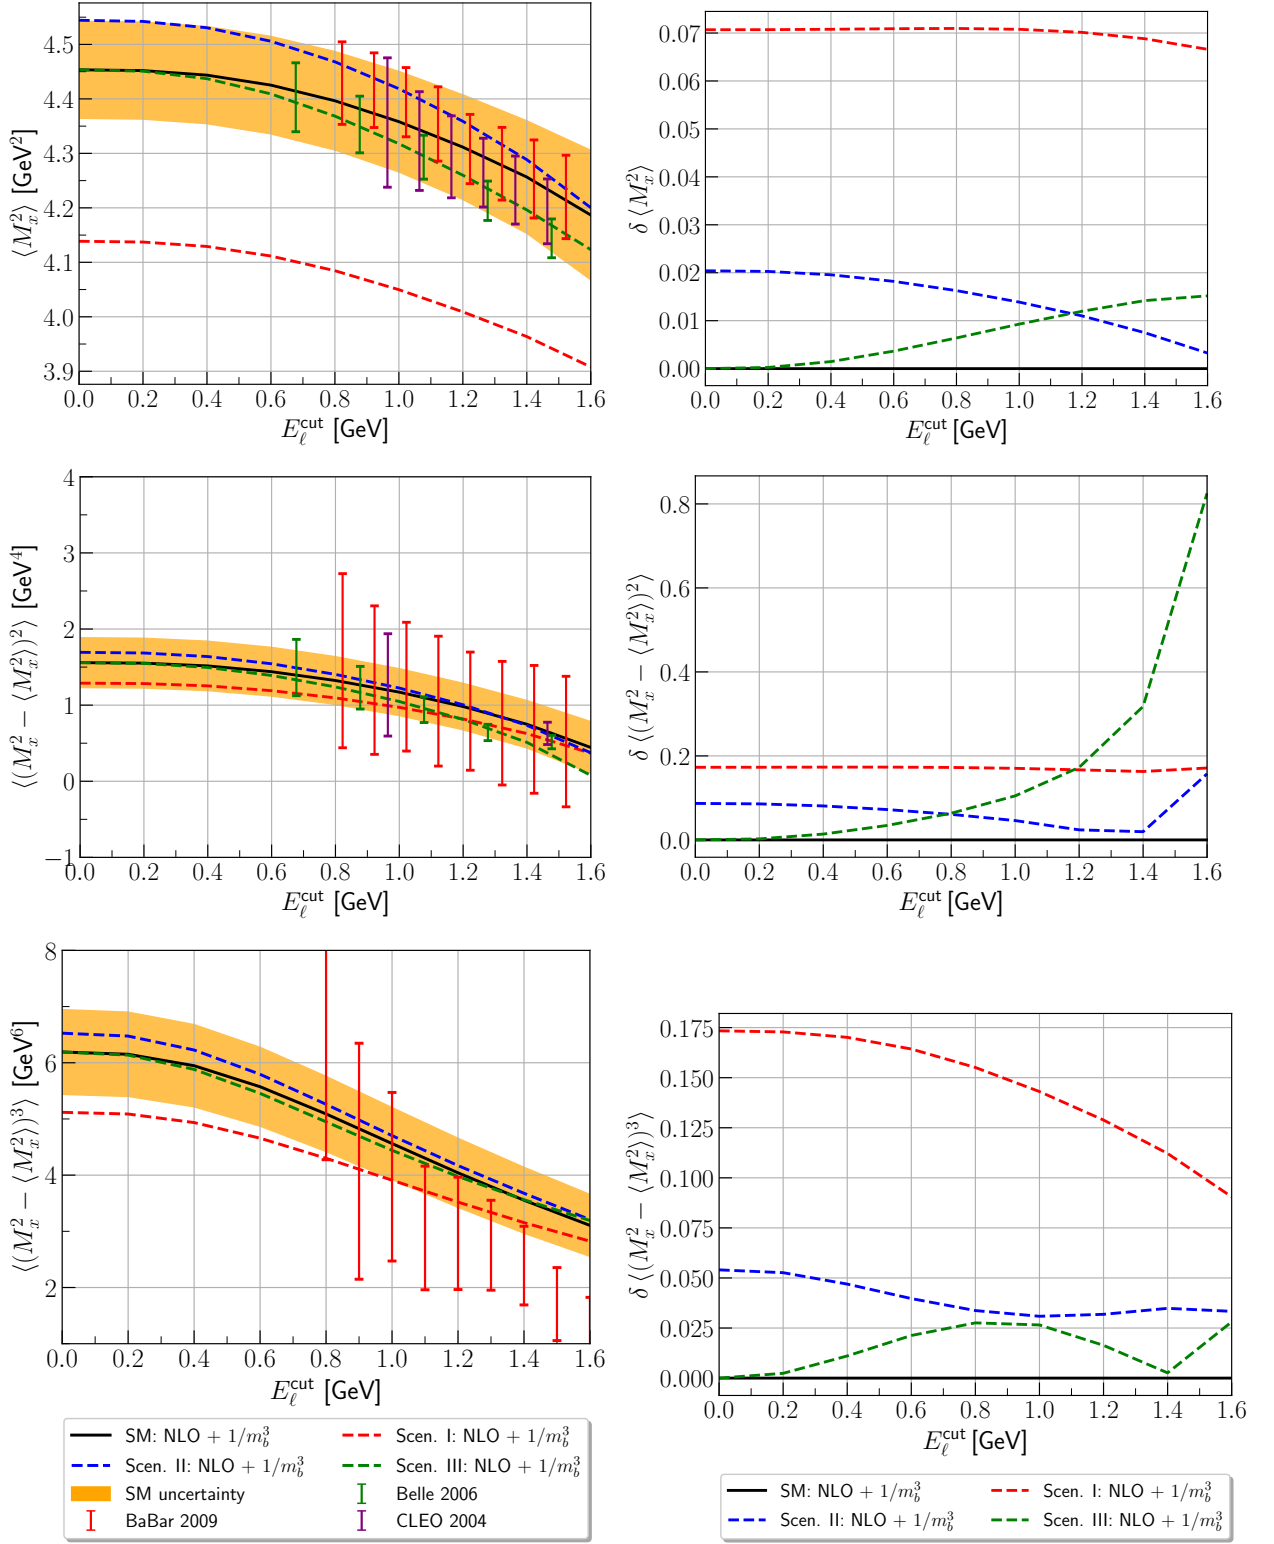 4.5
4.4
4.3
4.2
4.1
4.0
3.9
⟨M_x^2⟩ [GeV^2]
0.0 0.2 0.4 0.6 0.8 1.0 1.2 1.4 1.6
E_ℓ^cut [GeV]
0.07
0.06
0.05
0.04
0.03
0.02
0.01
0.00
δ ⟨M_x^2⟩
0.0 0.2 0.4 0.6 0.8 1.0 1.2 1.4 1.6
E_ℓ^cut [GeV]
4
3
2
1
0
−1
⟨(M_x^2 − ⟨M_x^2⟩)^2⟩ [GeV^4]
0.0 0.2 0.4 0.6 0.8 1.0 1.2 1.4 1.6
E_ℓ^cut [GeV]
0.8
0.6
0.4
0.2
0.0
δ ⟨(M_x^2 − ⟨M_x^2⟩)^2⟩
0.0 0.2 0.4 0.6 0.8 1.0 1.2 1.4 1.6
E_ℓ^cut [GeV]
8
6
4
2
⟨(M_x^2 − ⟨M_x^2⟩)^3⟩ [GeV^6]
0.0 0.2 0.4 0.6 0.8 1.0 1.2 1.4 1.6
E_ℓ^cut [GeV]
0.175
0.150
0.125
0.100
0.075
0.050
0.025
0.000
δ ⟨(M_x^2 − ⟨M_x^2⟩)^3⟩
0.0 0.2 0.4 0.6 0.8 1.0 1.2 1.4 1.6
E_ℓ^cut [GeV]
SM: NLO + 1/m_b^3
Scen. I: NLO + 1/m_b^3
Scen. II: NLO + 1/m_b^3
Scen. III: NLO + 1/m_b^3
SM uncertainty
Belle 2006
BaBar 2009
CLEO 2004
SM: NLO + 1/m_b^3
Scen. I: NLO + 1/m_b^3
Scen. II: NLO + 1/m_b^3
Scen. III: NLO + 1/m_b^3